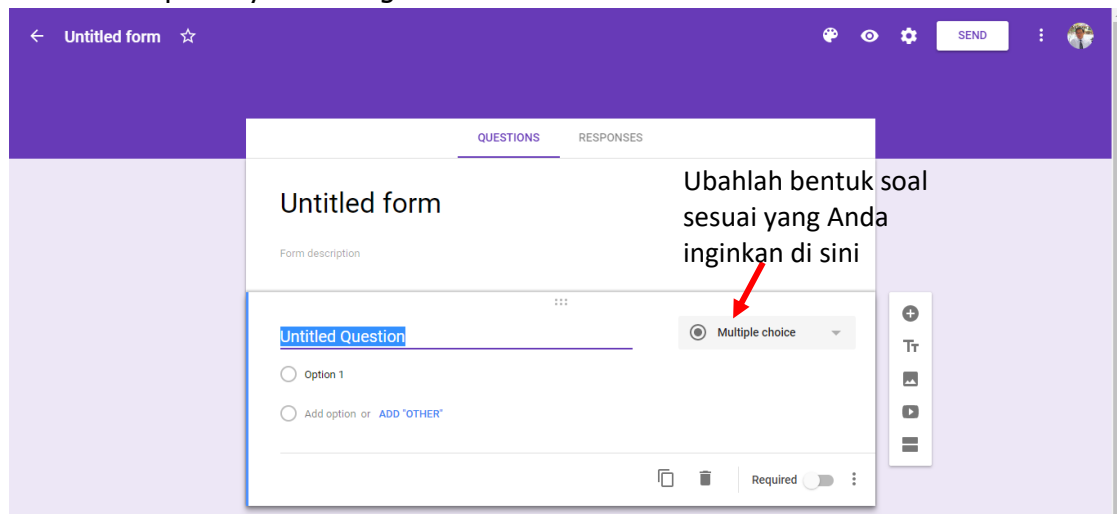 Untitled form
SEND
QUESTIONS RESPONSES
Ubahlah bentuk soal
sesuai yang Anda
inginkan di sini
Untitled form
Form description
Untitled Question
Multiple choice
Option 1
Add option or ADD "OTHER"
Required
Tт